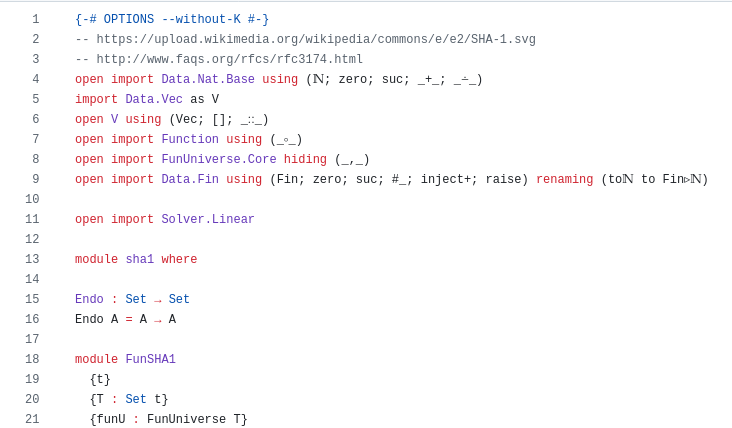 1 {-# OPTIONS --without-K #-}
2 -- https://upload.wikimedia.org/wikipedia/commons/e/e2/SHA-1.svg
3 -- http://www.faqs.org/rfcs/rfc3174.html
4 open import Data.Nat.Base using (ℕ; zero; suc; _+_; _∸_)
5 import Data.Vec as V
6 open V using (Vec; []; _∷_)
7 open import Function using (_∘_)
8 open import FunUniverse.Core hiding (_,_)
9 open import Data.Fin using (Fin; zero; suc; #_; inject+; raise) renaming (toℕ to Fin▹ℕ)
10
11 open import Solver.Linear
12
13 module sha1 where
14
15 Endo : Set → Set
16 Endo A = A → A
17
18 module FunSHA1
19   {t}
20   {T : Set t}
21   {funU : FunUniverse T}